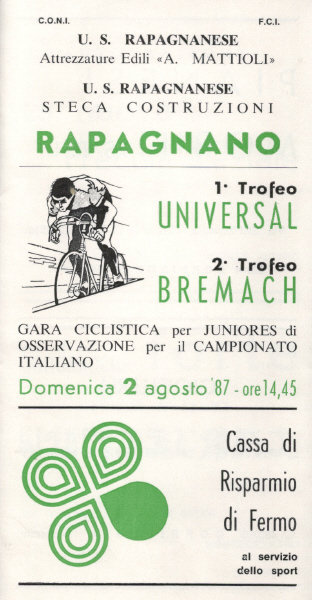 C.O.N.I. F.C.I.
U. S. RAPAGNANESE
Attrezzature Edili «A. MATTIOLI»
U. S. RAPAGNANESE
STECA COSTRUZIONI
RAPAGNANO
1° Trofeo
UNIVERSAL
2° Trofeo
BREMACH
GARA CICLISTICA per JUNIORES di
OSSERVAZIONE per il CAMPIONATO
ITALIANO
Domenica 2 agosto '87 - ore 14,45
Cassa di
Risparmio
di Fermo
al servizio
dello sport